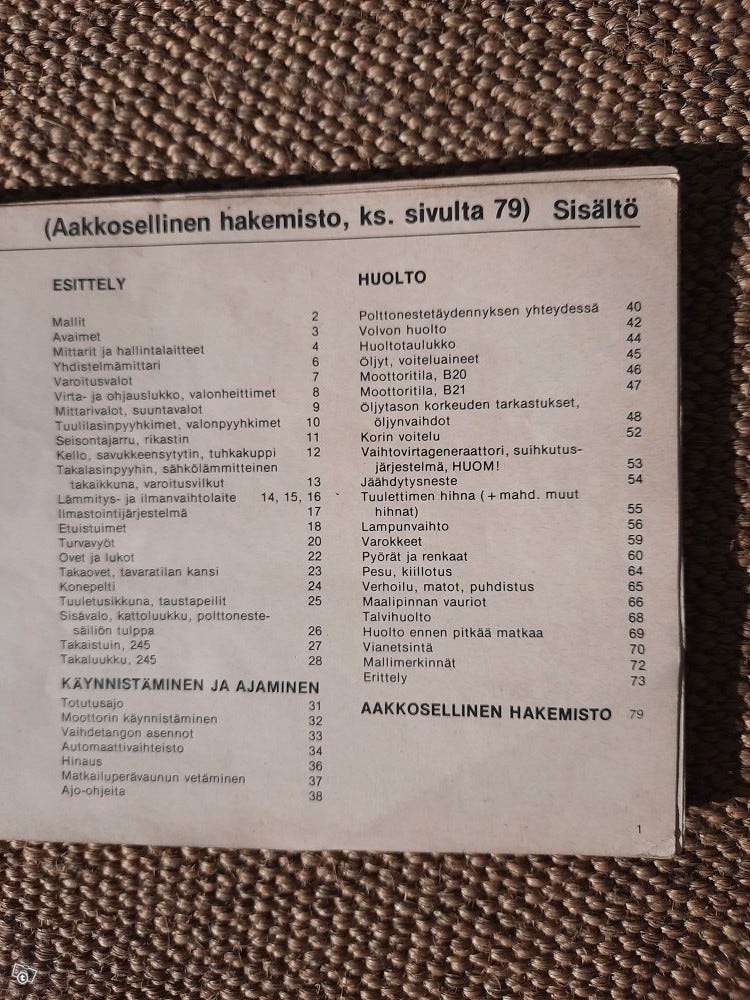 (Aakkosellinen hakemisto, ks. sivulta 79) Sisältö
ESITTELY
Mallit 2
Avaimet 3
Mittarit ja hallintalaitteet 4
Yhdistelmämittari 6
Varoitusvalot 7
Virta- ja ohjauslukko, valonheittimet 8
Mittarivalot, suuntavalot 9
Tuulilasinpyyhkimet, valonpyyhkimet 10
Seisontajarru, rikastin 11
Kello, savukkeensytytin, tuhkakuppi 12
Takalasinpyyhin, sähkölämmitteinen
takaikkuna, varoitusvilkut 13
Lämmitys- ja ilmanvaihtolaite 14, 15, 16
Ilmastointijärjestelmä 17
Etuistuimet 18
Turvavyöt 20
Ovet ja lukot 22
Takaovet, tavaratilan kansi 23
Konepelti 24
Tuuletusikkuna, taustapeilit 25
Sisävalo, kattoluukku, polttoneste-
säiliön tulppa 26
Takaistuin, 245 27
Takaluukku, 245 28
KÄYNNISTÄMINEN JA AJAMINEN
Totutusajo 31
Moottorin käynnistäminen 32
Vaihdetangon asennot 33
Automaattivaihteisto 34
Hinaus 36
Matkailuperävaunun vetäminen 37
Ajo-ohjeita 38
HUOLTO
Polttonestetäydennyksen yhteydessä 40
Volvon huolto 42
Huoltotaulukko 44
Öljyt, voiteluaineet 45
Moottoritila, B20 46
Moottoritila, B21 47
Öljytason korkeuden tarkastukset,
öljynvaihdot 48
Korin voitelu 52
Vaihtovirtageneraattori, suihkutus-
järjestelmä, HUOM! 53
Jäähdytysneste 54
Tuulettimen hihna (+ mahd. muut
hihnat) 55
Lampunvaihto 56
Varokkeet 59
Pyörät ja renkaat 60
Pesu, kiillotus 64
Verhoilu, matot, puhdistus 65
Maalipinnan vauriot 66
Talvihuolto 68
Huolto ennen pitkää matkaa 69
Vianetsintä 70
Mallimerkinnät 72
Erittely 73
AAKKOSELLINEN HAKEMISTO 79
1